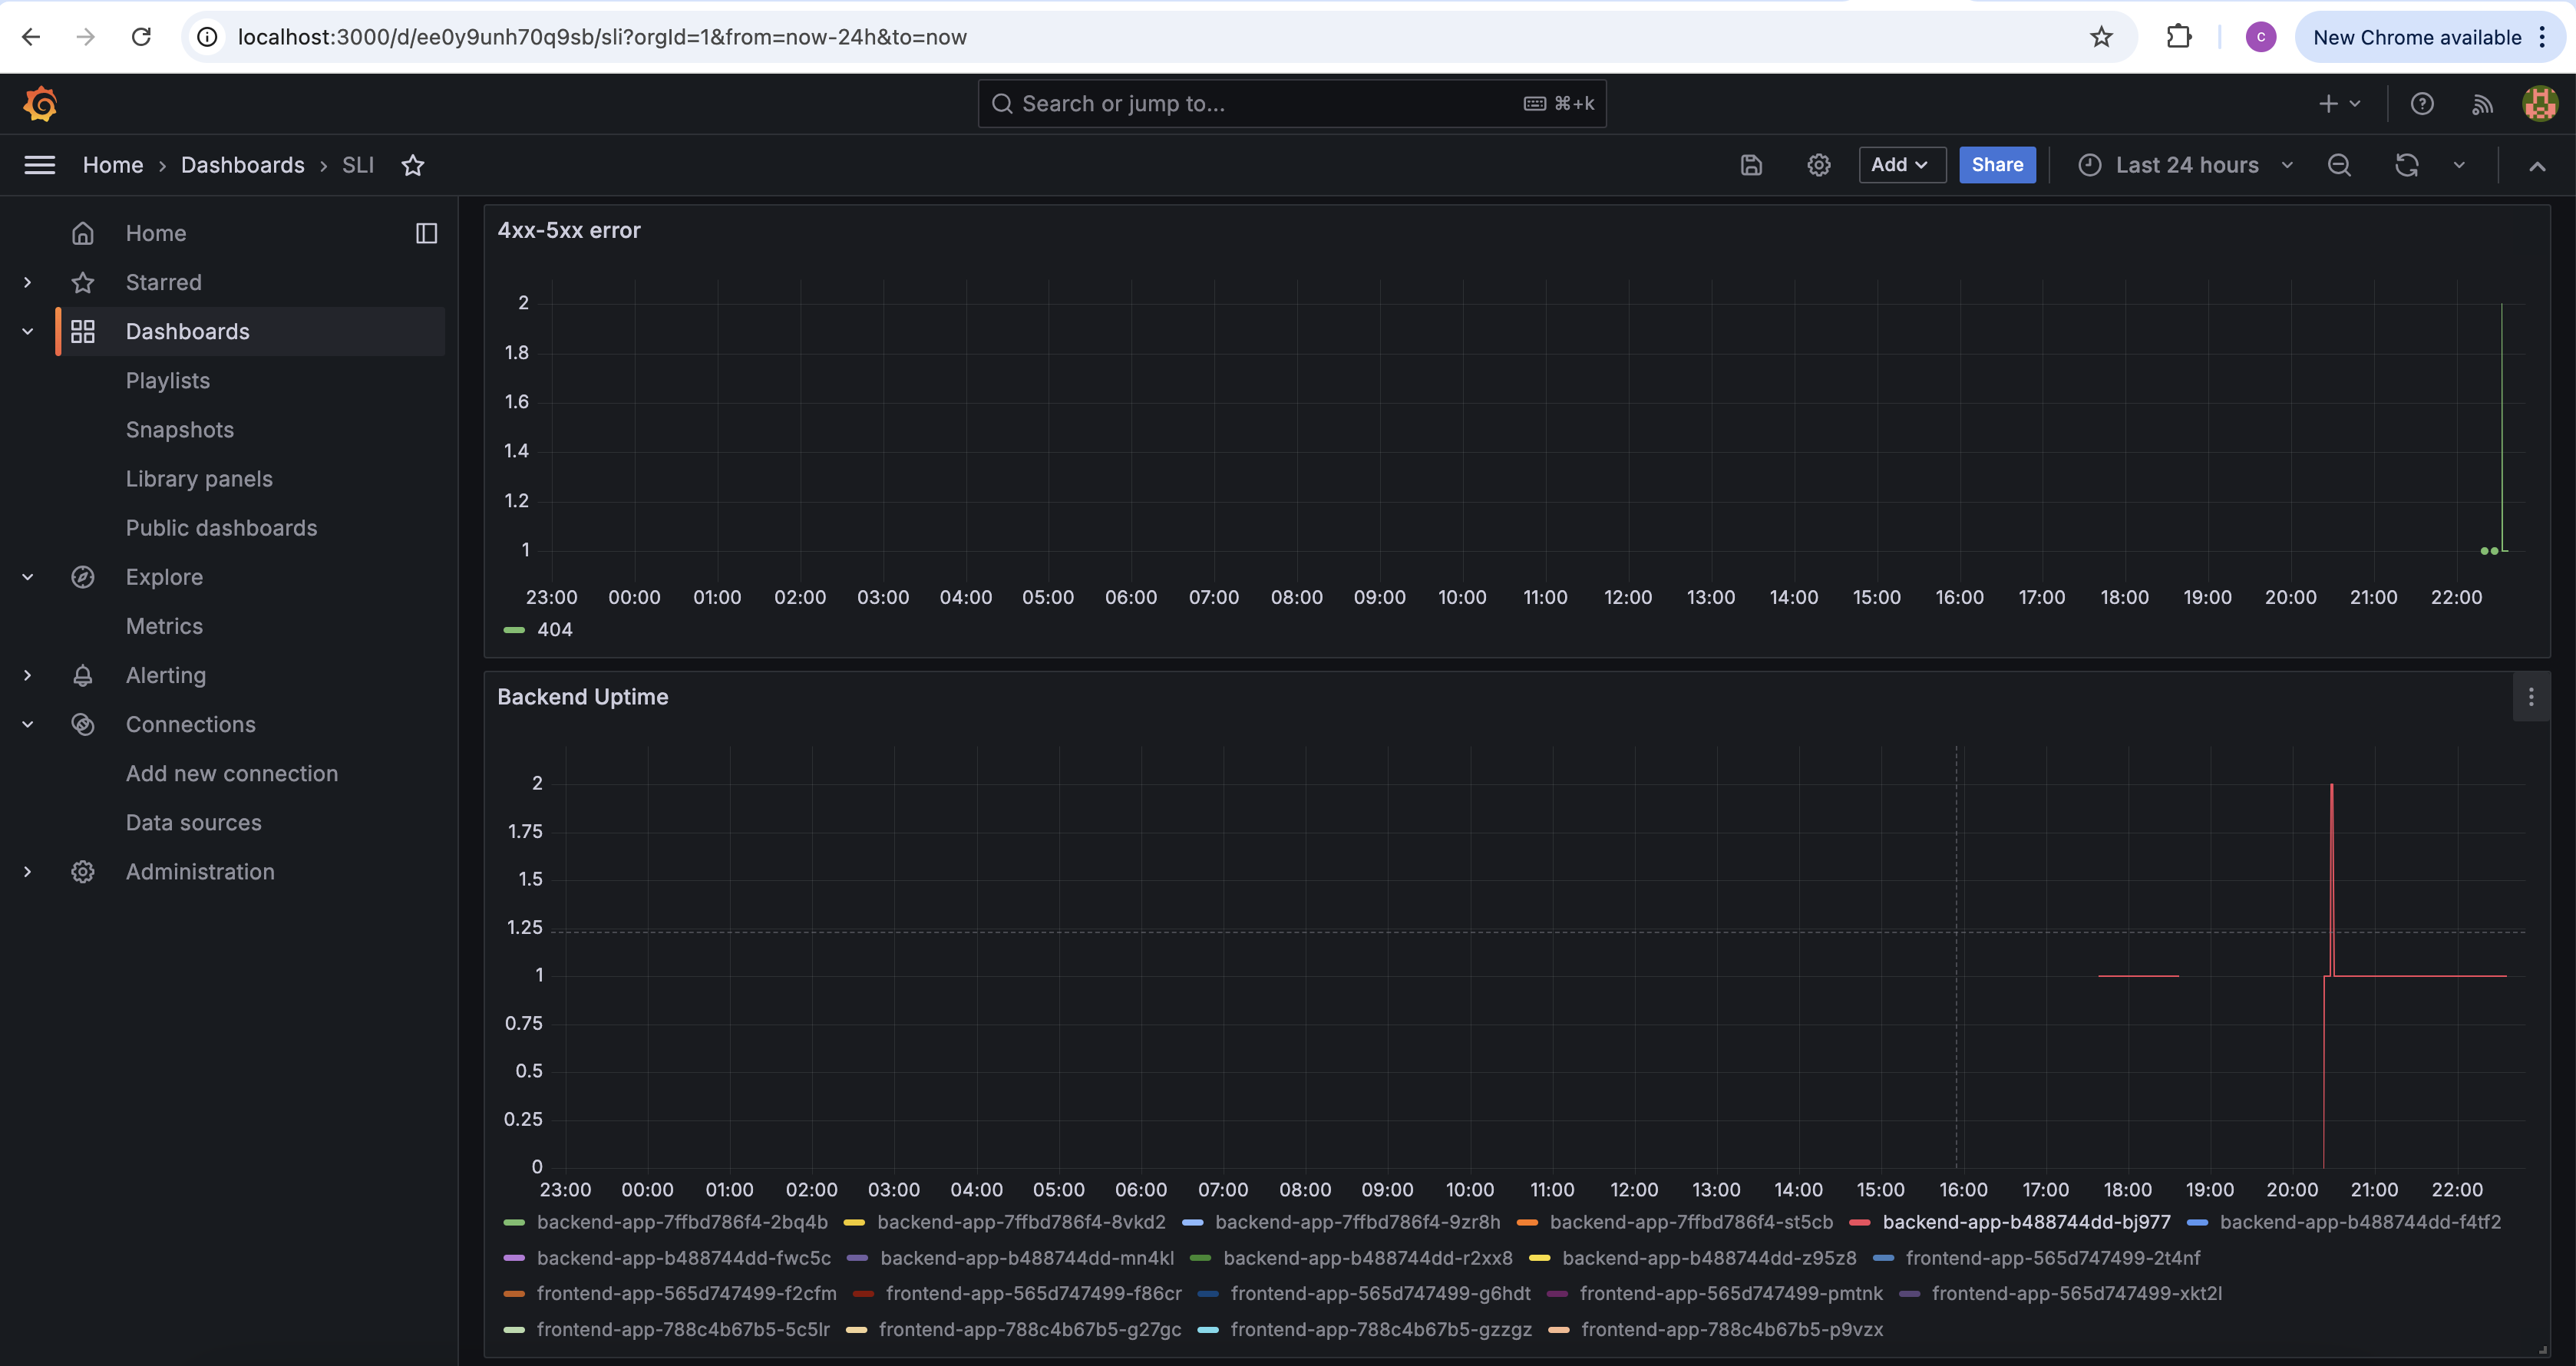 localhost:3000/d/ee0y9unh70q9sb/sli?orgId=1&from=now-24h&to=now
C
New Chrome available
Search or jump to...
⌘+k
Home › Dashboards › SLI
Add
Share
Last 24 hours
Home
Starred
Dashboards
Playlists
Snapshots
Library panels
Public dashboards
Explore
Metrics
Alerting
Connections
Add new connection
Data sources
Administration
4xx-5xx error
2
1.8
1.6
1.4
1.2
1
23:00 00:00 01:00 02:00 03:00 04:00 05:00 06:00 07:00 08:00 09:00 10:00 11:00 12:00 13:00 14:00 15:00 16:00 17:00 18:00 19:00 20:00 21:00 22:00
404
Backend Uptime
2
1.75
1.5
1.25
1
0.75
0.5
0.25
0
23:00 00:00 01:00 02:00 03:00 04:00 05:00 06:00 07:00 08:00 09:00 10:00 11:00 12:00 13:00 14:00 15:00 16:00 17:00 18:00 19:00 20:00 21:00 22:00
backend-app-7ffbd786f4-2bq4b backend-app-7ffbd786f4-8vkd2 backend-app-7ffbd786f4-9zr8h backend-app-7ffbd786f4-st5cb backend-app-b488744dd-bj977 backend-app-b488744dd-f4tf2
backend-app-b488744dd-fwc5c backend-app-b488744dd-mn4kl backend-app-b488744dd-r2xx8 backend-app-b488744dd-z95z8 frontend-app-565d747499-2t4nf
frontend-app-565d747499-f2cfm frontend-app-565d747499-f86cr frontend-app-565d747499-g6hdt frontend-app-565d747499-pmtnk frontend-app-565d747499-xkt2l
frontend-app-788c4b67b5-5c5lr frontend-app-788c4b67b5-g27gc frontend-app-788c4b67b5-gzzgz frontend-app-788c4b67b5-p9vzx